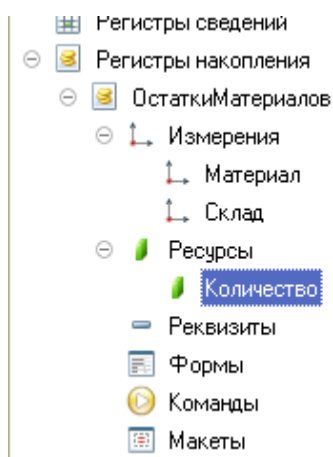 Регистры сведений
Регистры накопления
ОстаткиМатериалов
Измерения
Материал
Склад
Ресурсы
Количество
Реквизиты
Формы
Команды
Макеты